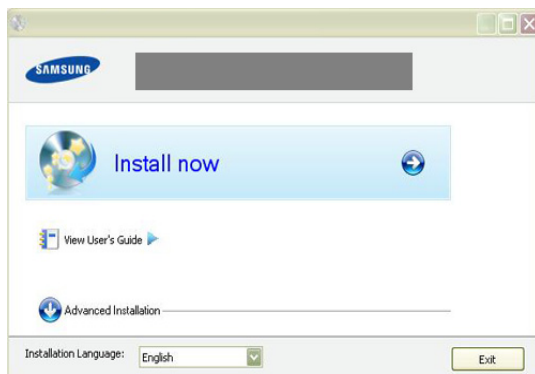 SAMSUNG
Install now
View User's Guide
Advanced Installation
Installation Language: English
Exit